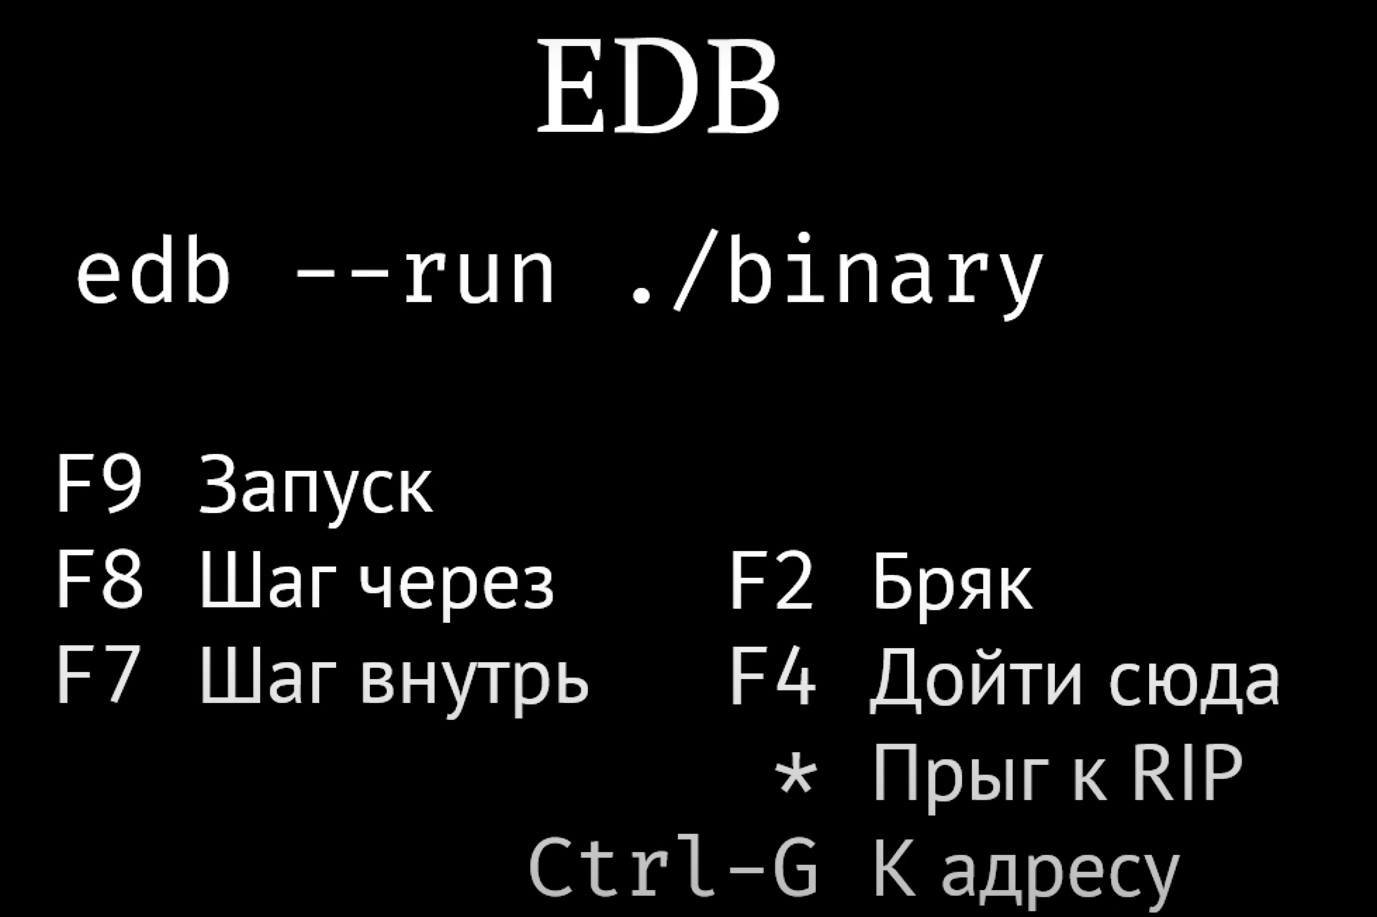 EDB
edb --run ./binary
F9 Запуск
F8 Шаг через F2 Бряк
F7 Шаг внутрь F4 Дойти сюда
* Прыг к RIP
Ctrl-G К адресу